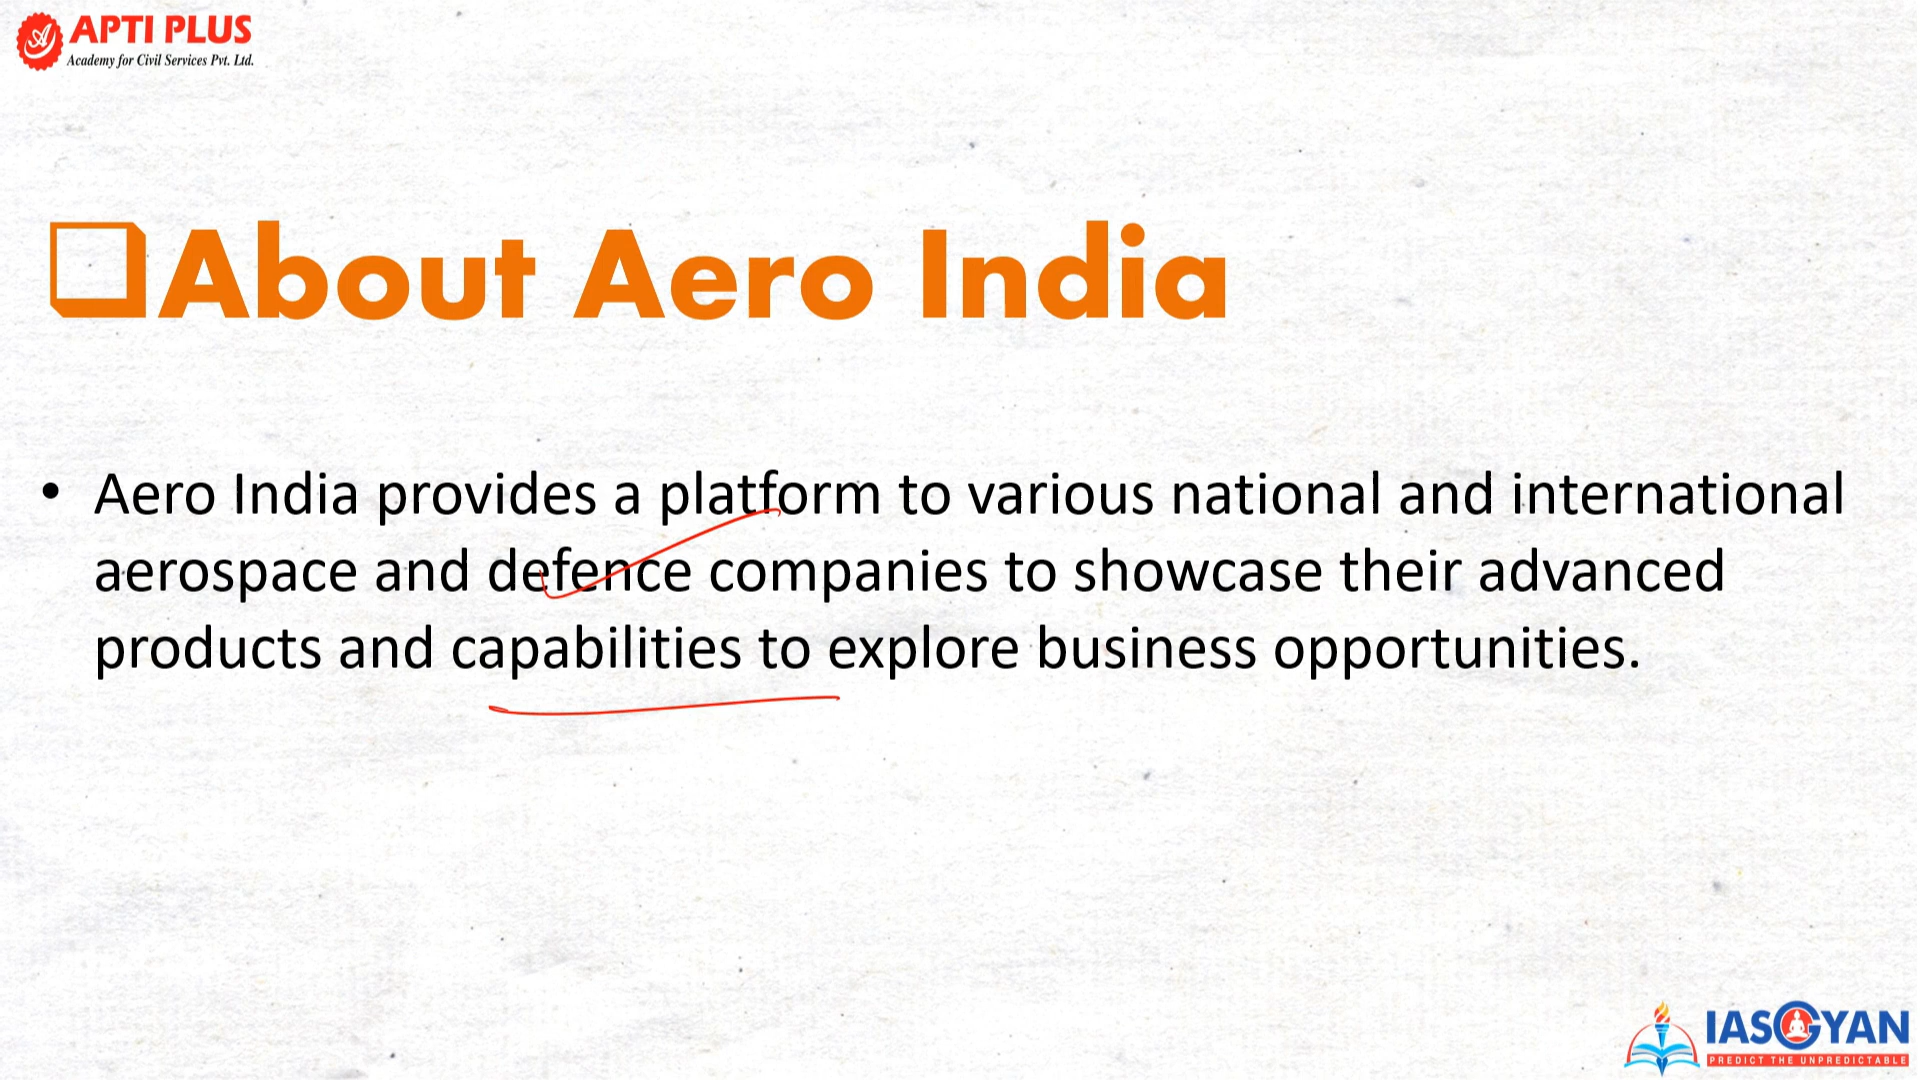 APTI PLUS
Academy for Civil Services Pvt. Ltd.
About Aero India
• Aero India provides a platform to various national and international
aerospace and defence companies to showcase their advanced
products and capabilities to explore business opportunities.
IASGYAN
PREDICT THE UNPREDICTABLE